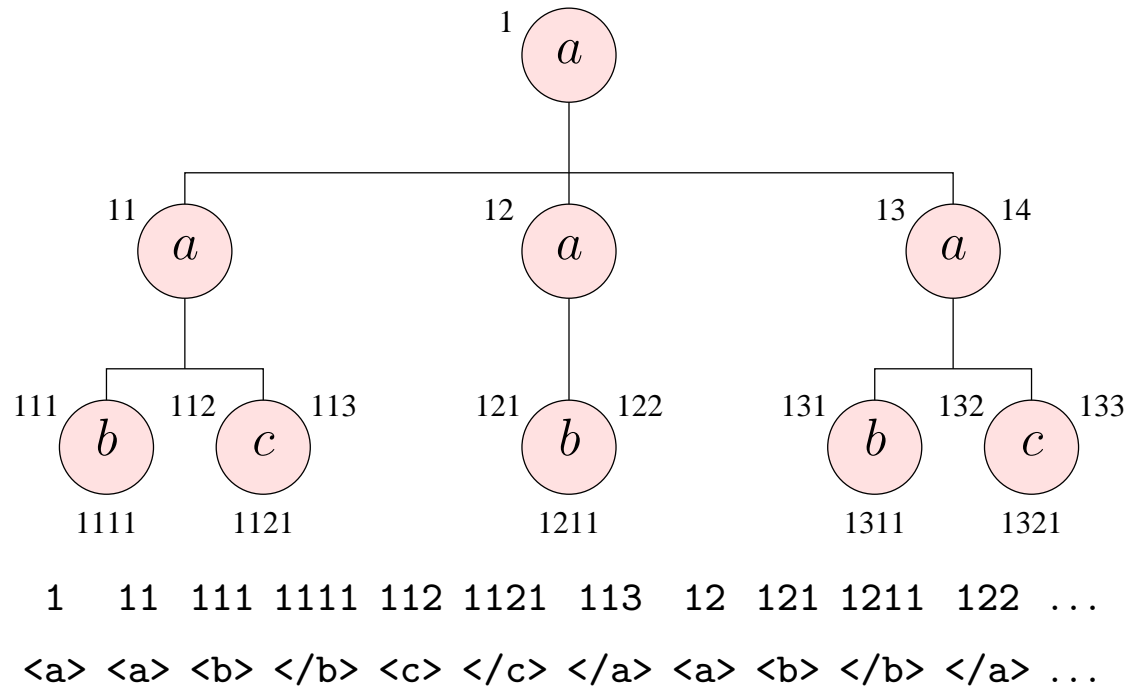 1 a
11 a 12 a 13 a 14
111 b 112 c 113 121 b 122 131 b 132 c 133
1111 1121 1211 1311 1321
1 11 111 1111 112 1121 113 12 121 1211 122 ...
<a> <a> <b> </b> <c> </c> </a> <a> <b> </b> </a> ...